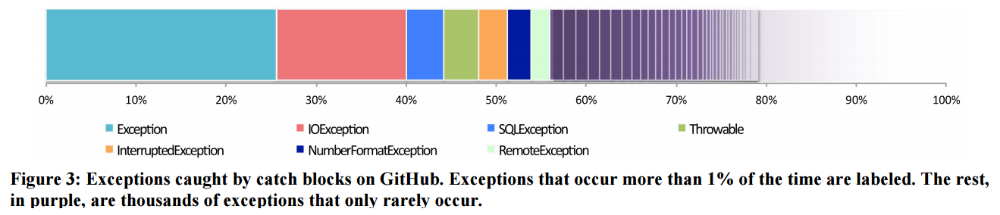 0% 10% 20% 30% 40% 50% 60% 70% 80% 90% 100%
Exception IOException SQLException Throwable
InterruptedException NumberFormatException RemoteException
Figure 3: Exceptions caught by catch blocks on GitHub. Exceptions that occur more than 1% of the time are labeled. The rest,
in purple, are thousands of exceptions that only rarely occur.